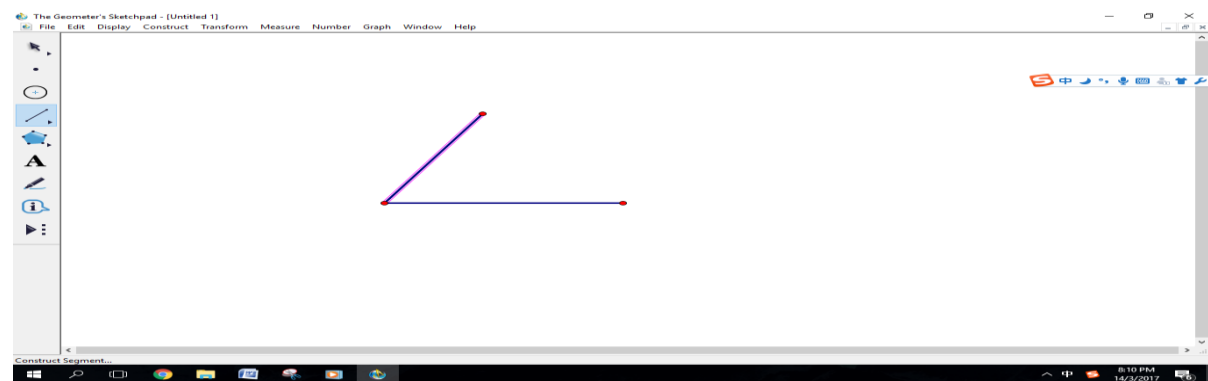 The Geometer's Sketchpad - [Untitled 1]
File Edit Display Construct Transform Measure Number Graph Window Help
中
A
Construct Segment...
中
8:10 PM
14/3/2017